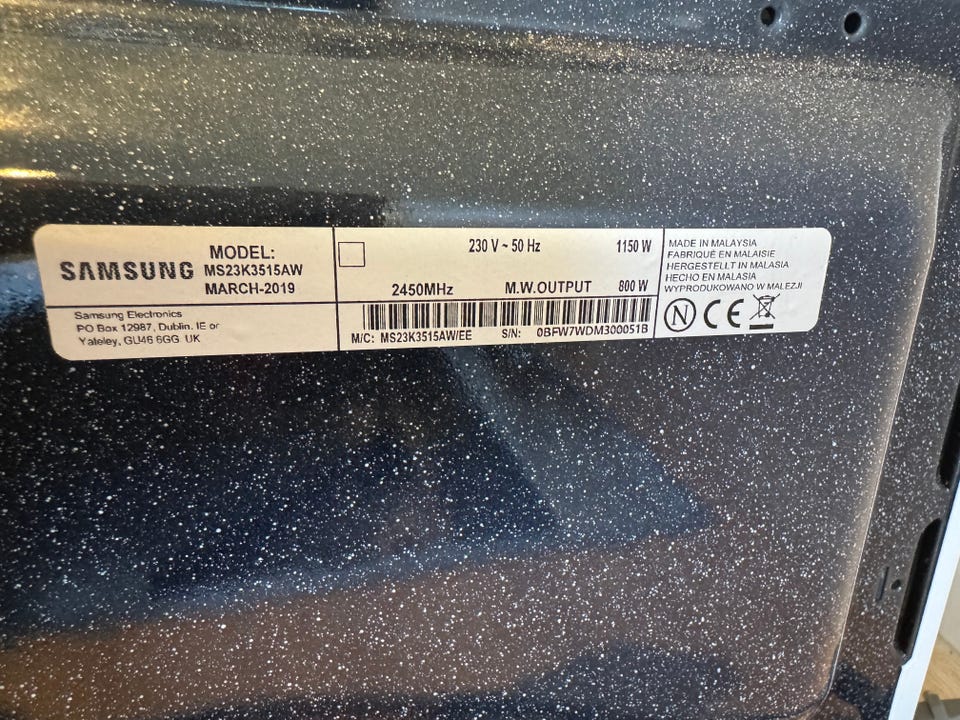 SAMSUNG
MODEL:
MS23K3515AW
MARCH-2019
Samsung Electronics
PO Box 12987, Dublin. IE or
Yateley, GU46 6GG. UK
230 V ~ 50 Hz 1150 W
2450MHz M.W.OUTPUT 800 W
M/C: MS23K3515AW/EE S/N: 0BFW7WDM300051B
MADE IN MALAYSIA
FABRIQUÉ EN MALAISIE
HERGESTELLT IN MALASIA
HECHO EN MALASIA
WYPRODUKOWANO W MALEZJI
N CE